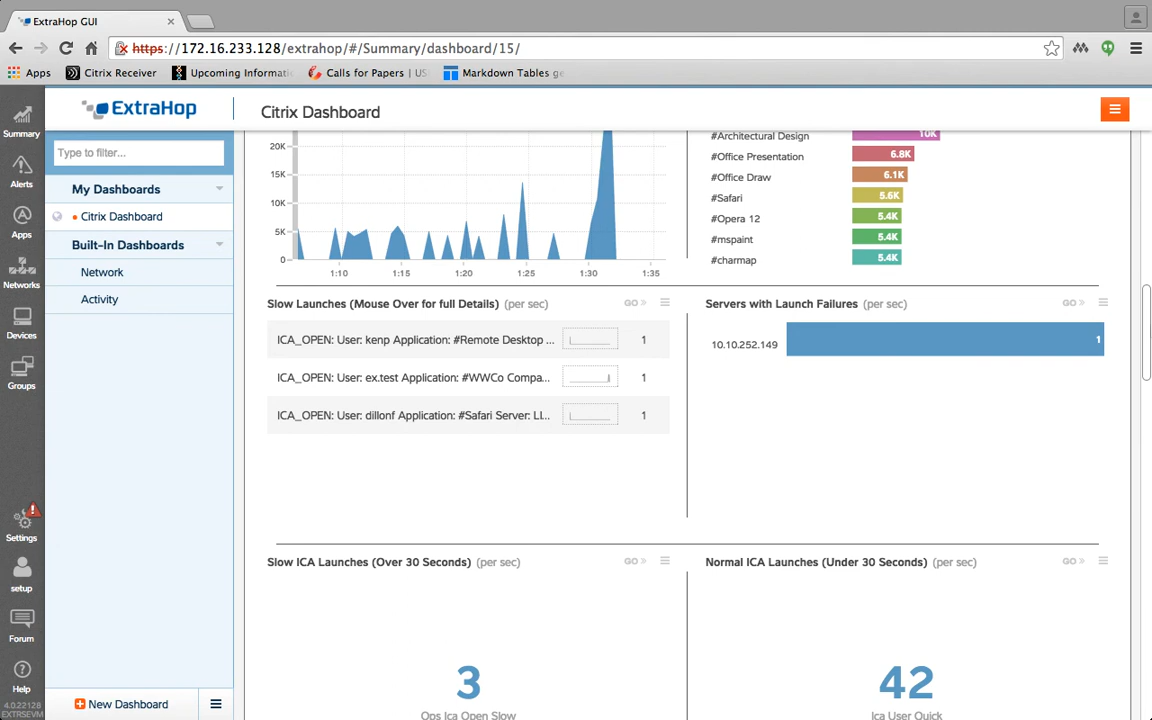 ExtraHop GUI
https://172.16.233.128/extrahop/#/Summary/dashboard/15/
Apps
Citrix Receiver
Upcoming Informati
Calls for Papers | US
Markdown Tables ge
ExtraHop
Citrix Dashboard
Summary
Alerts
Apps
Networks
Devices
Groups
Settings
setup
Forum
Help
4.0.22128
EXTRSEVM
Type to filter...
My Dashboards
Citrix Dashboard
Built-In Dashboards
Network
Activity
New Dashboard
20K
15K
10K
5K
0
1:10 1:15 1:20 1:25 1:30 1:35
#Architectural Design 10K
#Office Presentation 6.8K
#Office Draw 6.1K
#Safari 5.6K
#Opera 12 5.4K
#mspaint 5.4K
#charmap 5.4K
Slow Launches (Mouse Over for full Details) (per sec) GO »
ICA_OPEN: User: kenp Application: #Remote Desktop ... 1
ICA_OPEN: User: ex.test Application: #WWCo Compa... 1
ICA_OPEN: User: dillonf Application: #Safari Server: LI... 1
Servers with Launch Failures (per sec) GO »
10.10.252.149 1
Slow ICA Launches (Over 30 Seconds) (per sec) GO »
3
Ops Ica Open Slow
Normal ICA Launches (Under 30 Seconds) (per sec) GO »
42
Ica User Quick